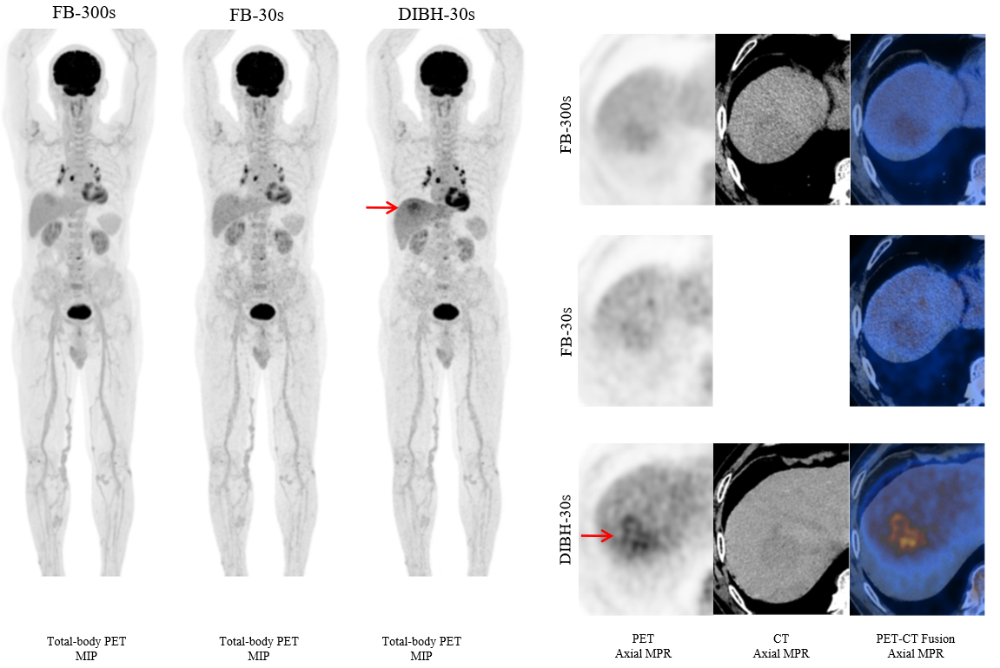 FB-300s
FB-30s
DIBH-30s
FB-300s
FB-30s
DIBH-30s
Total-body PET
MIP
Total-body PET
MIP
Total-body PET
MIP
PET
Axial MPR
CT
Axial MPR
PET-CT Fusion
Axial MPR